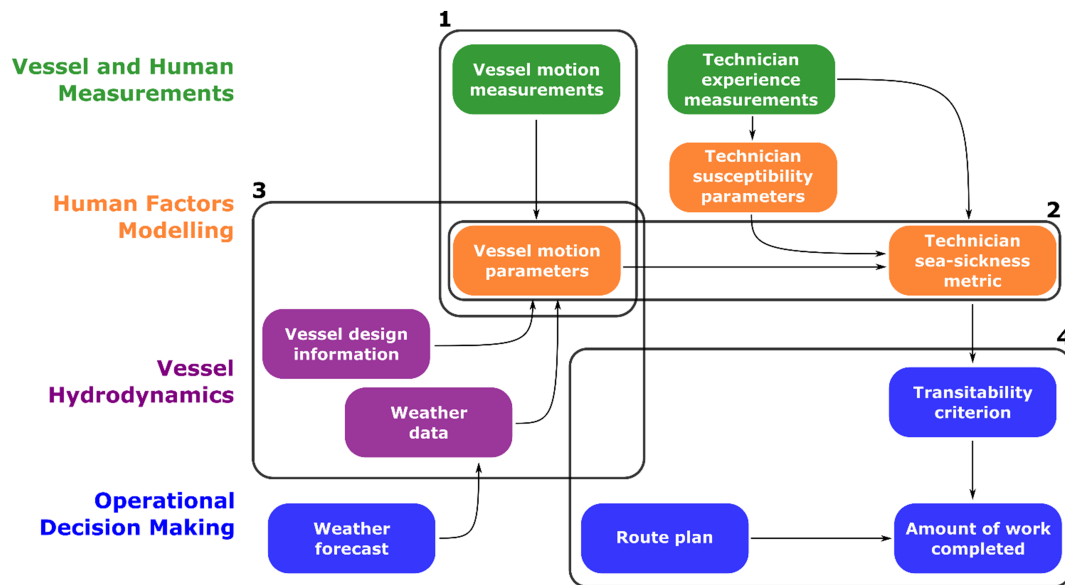 1
Vessel and Human
Measurements
Vessel motion
measurements
Technician
experience
measurements
Technician
susceptibility
parameters
3
Human Factors
Modelling
2
Vessel motion
parameters
Technician
sea-sickness
metric
Vessel design
information
4
Vessel
Hydrodynamics
Weather
data
Transitability
criterion
Operational
Decision Making
Weather
forecast
Route plan
Amount of work
completed